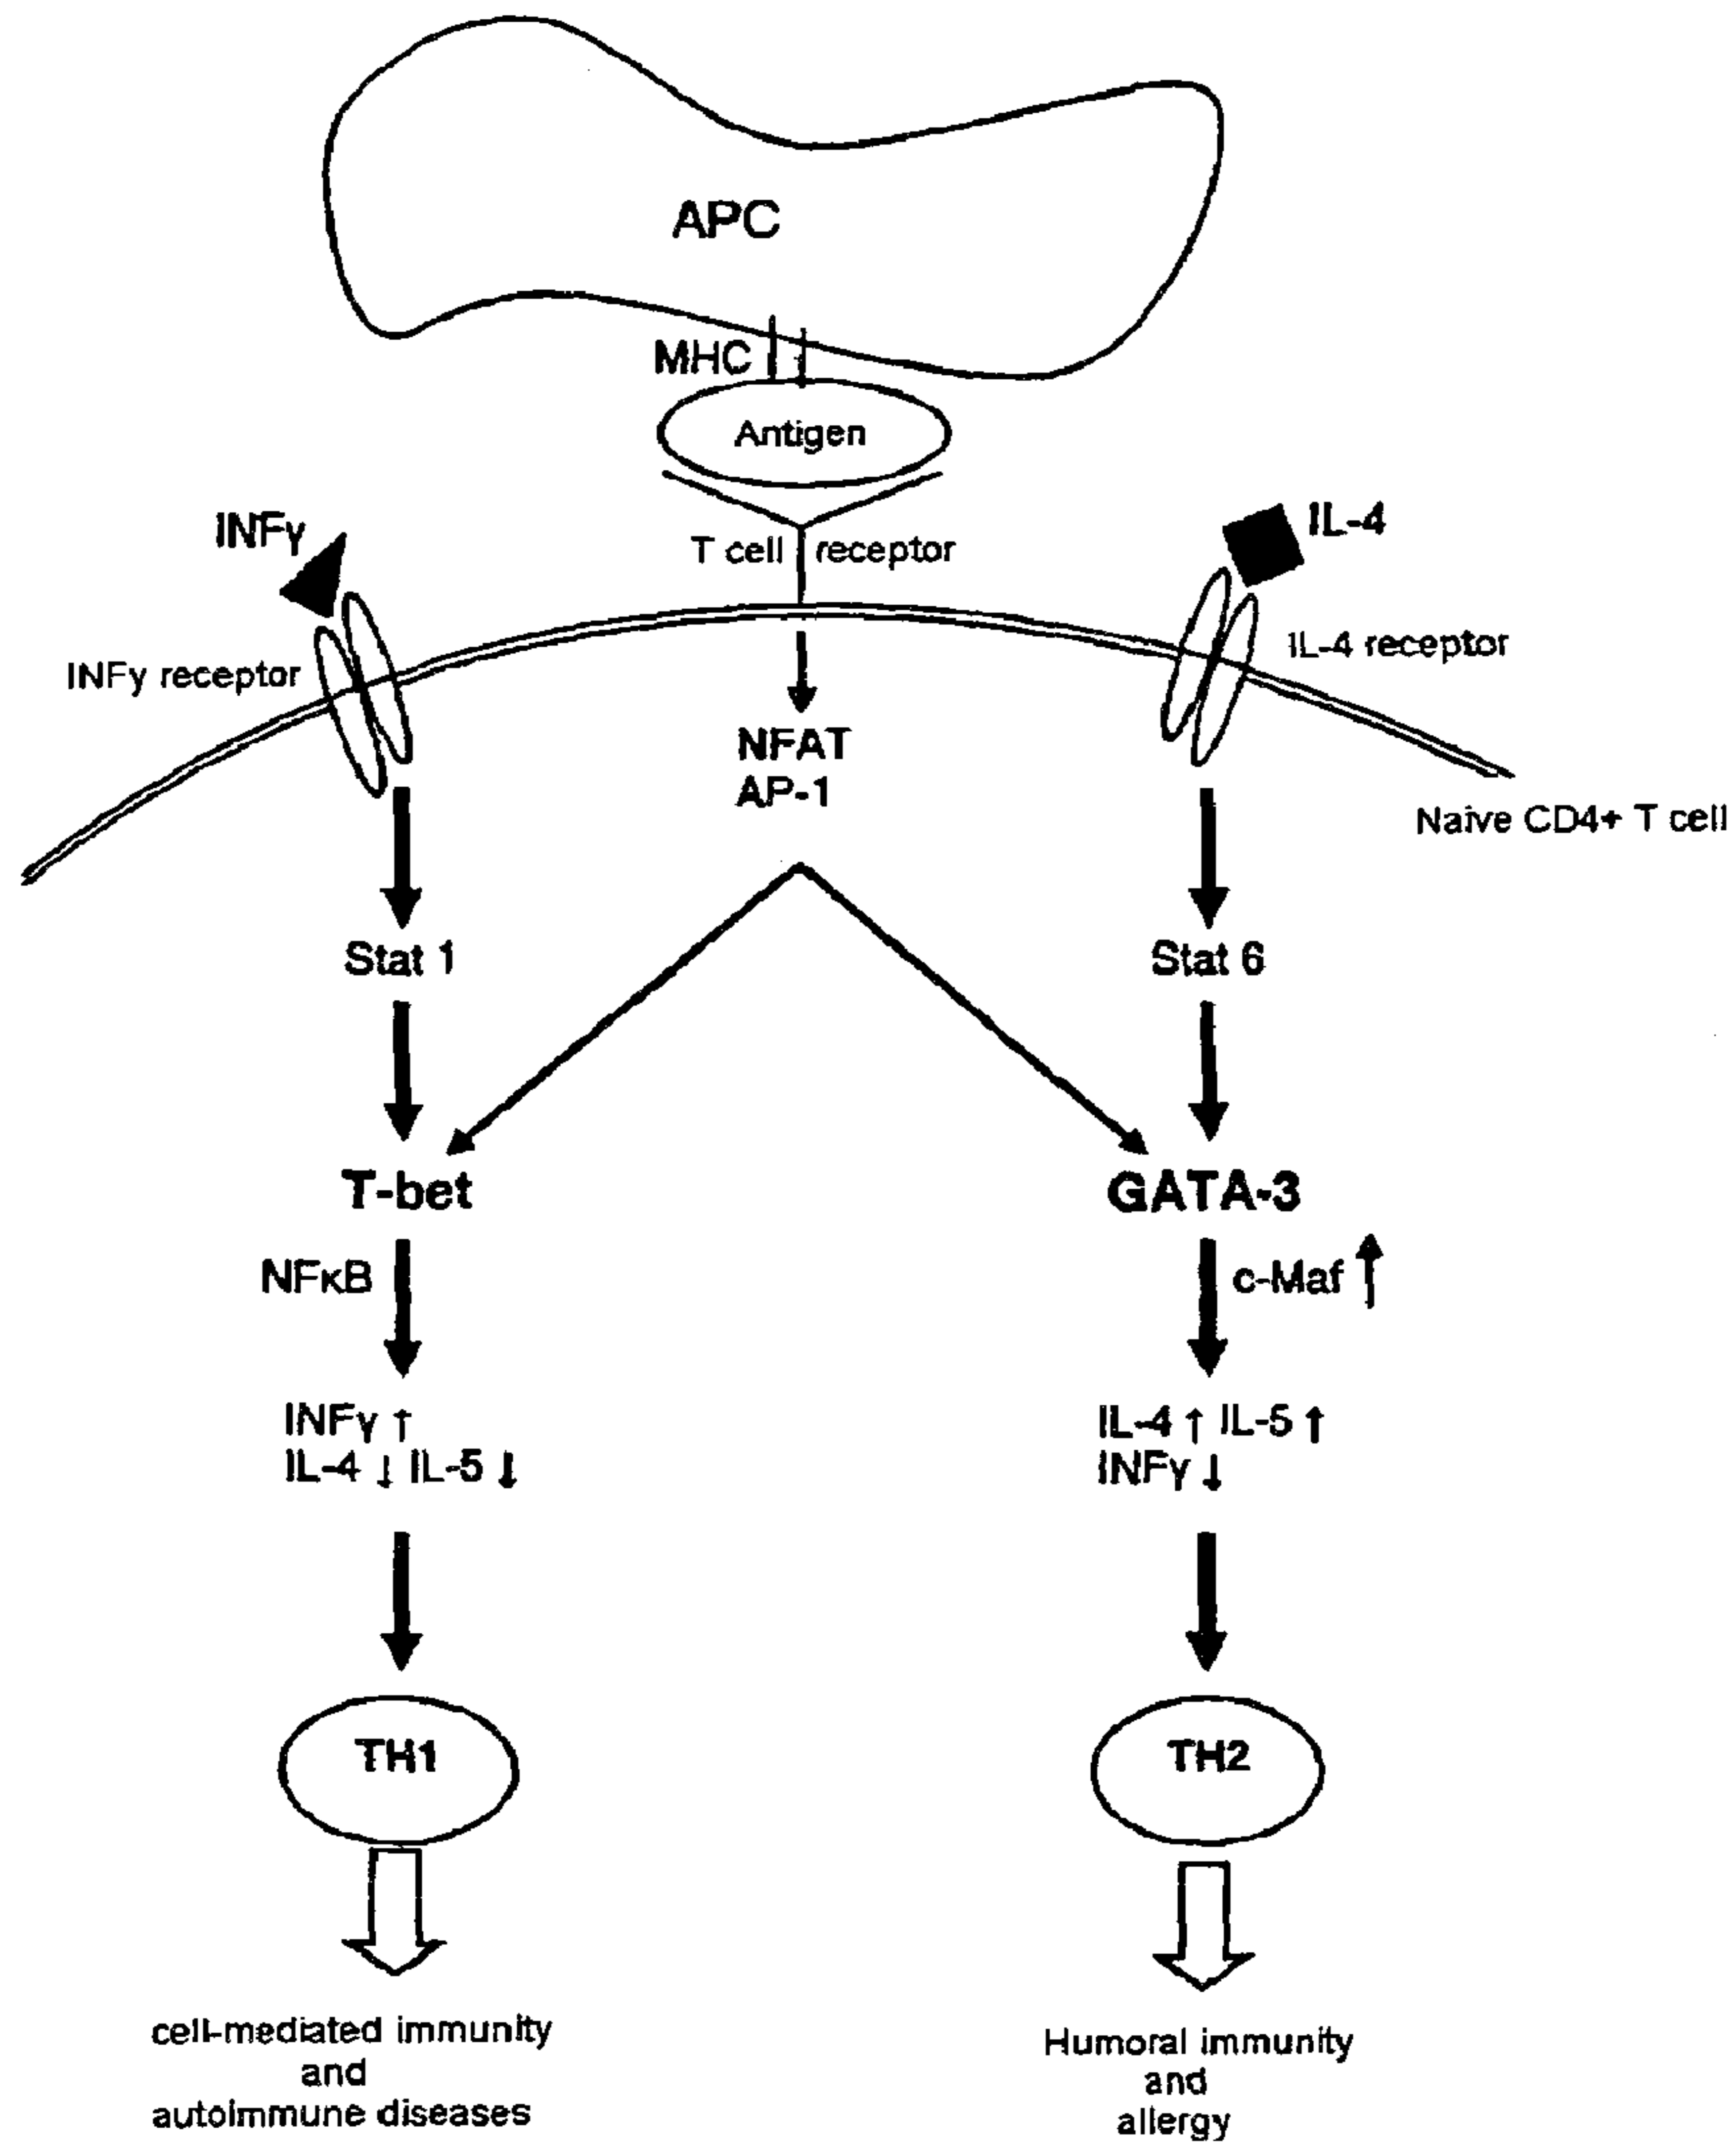 APC
MHC
Antigen
INFγ
IL-4
T cell receptor
INFγ receptor
IL-4 receptor
NFAT
AP-1
Naive CD4+ T cell
Stat 1
Stat 6
T-bet
GATA-3
NFκB
c-Maf ↑
INFγ ↑
IL-4 ↓ IL-5 ↓
IL-4 ↑ IL-5 ↑
INFγ ↓
TH1
TH2
cell-mediated immunity
and
autoimmune diseases
Humoral immunity
and
allergy